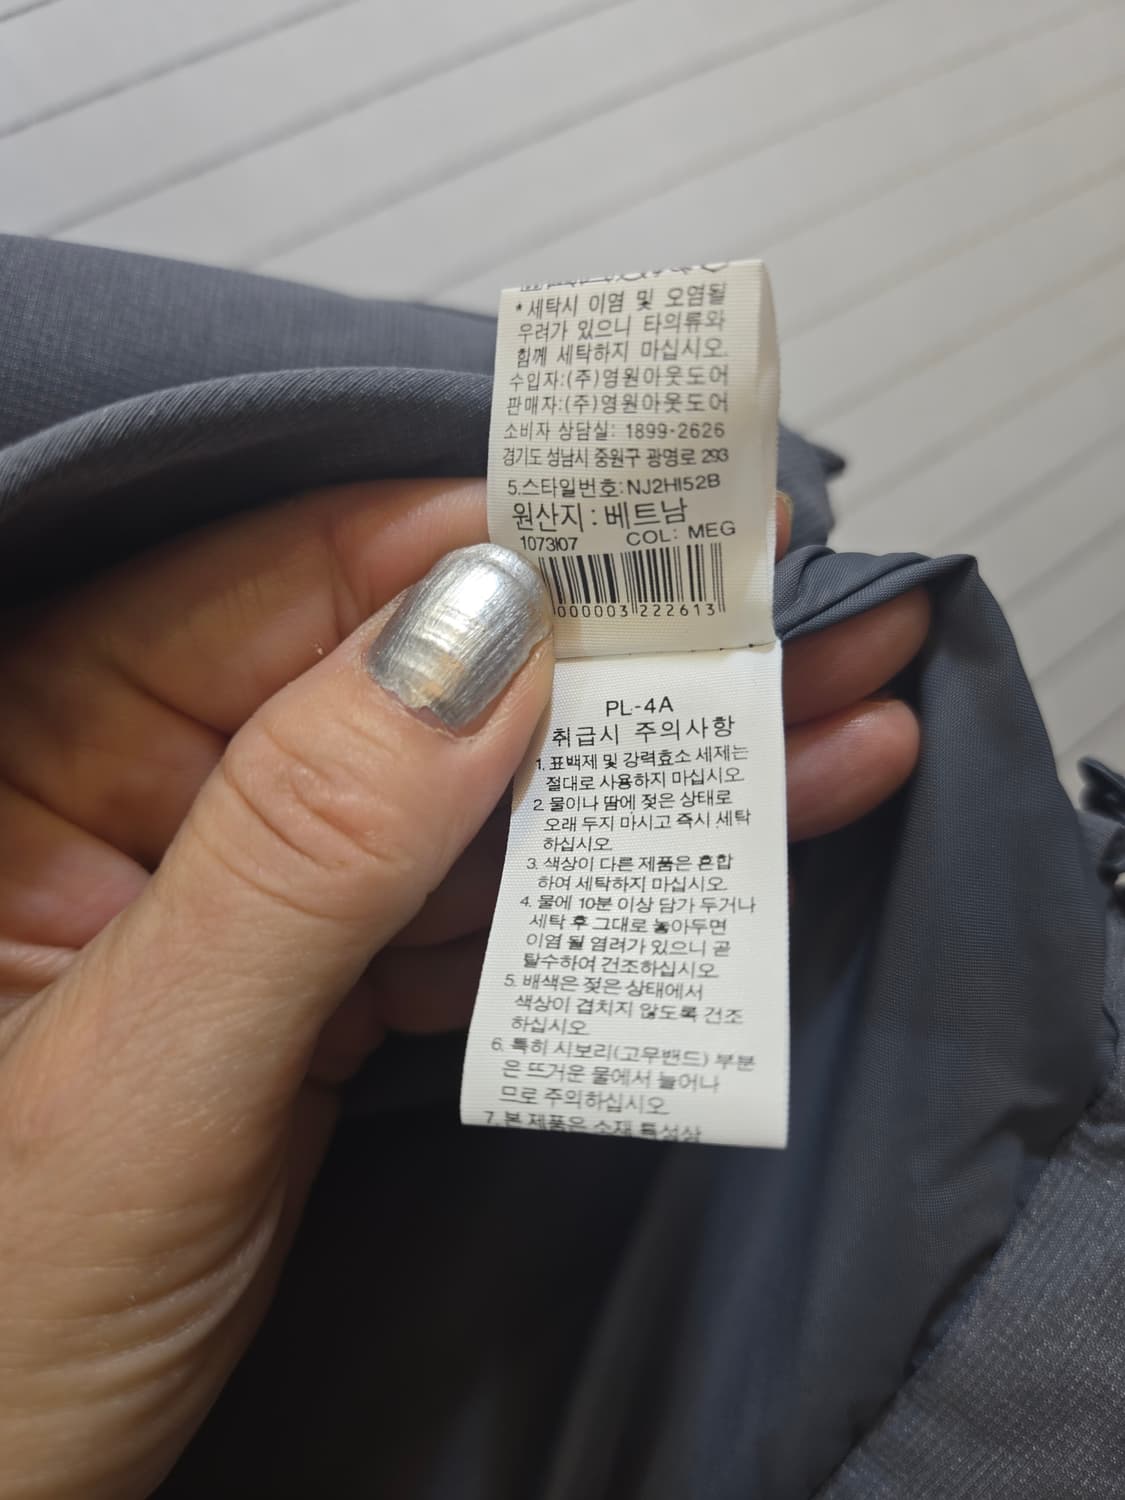 *세탁시 이염 및 오염될
우려가 있으니 타의류와
함께 세탁하지 마십시오.
수입자:(주)영원아웃도어
판매자:(주)영원아웃도어
소비자 상담실: 1899-2626
경기도 성남시 중원구 광명로 293
5.스타일번호:NJ2HI52B
원산지:베트남
107307 COL: MEG
000003 222613
PL-4A
취급시 주의사항
1. 표백제 및 강력효소 세제는
절대로 사용하지 마십시오
2. 물이나 땀에 젖은 상태로
오래 두지 마시고 즉시 세탁
하십시오
3. 색상이 다른 제품은 혼합
하여 세탁하지 마십시오
4. 물에 10분 이상 담가 두거나
세탁 후 그대로 놓아두면
이염 될 염려가 있으니 곧
탈수하여 건조하십시오
5. 배색은 젖은 상태에서
색상이 겹치지 않도록 건조
하십시오
6. 특히 시보리(고무밴드) 부분
은 뜨거운 물에서 늘어나
므로 주의하십시오
7. 본 제품은 소재 특성상